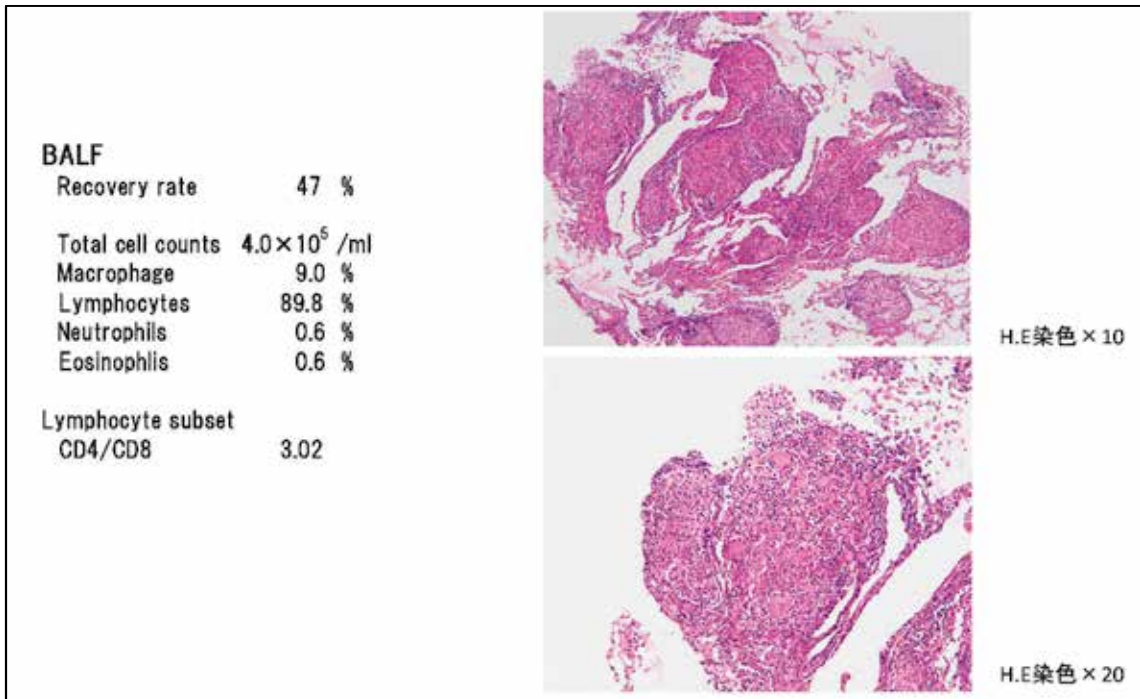 BALF
Recovery rate 47 %
Total cell counts 4.0×10⁵ /ml
Macrophage 9.0 %
Lymphocytes 89.8 %
Neutrophils 0.6 %
Eosinophlis 0.6 %
Lymphocyte subset
CD4/CD8 3.02
H.E染色×10
H.E染色×20